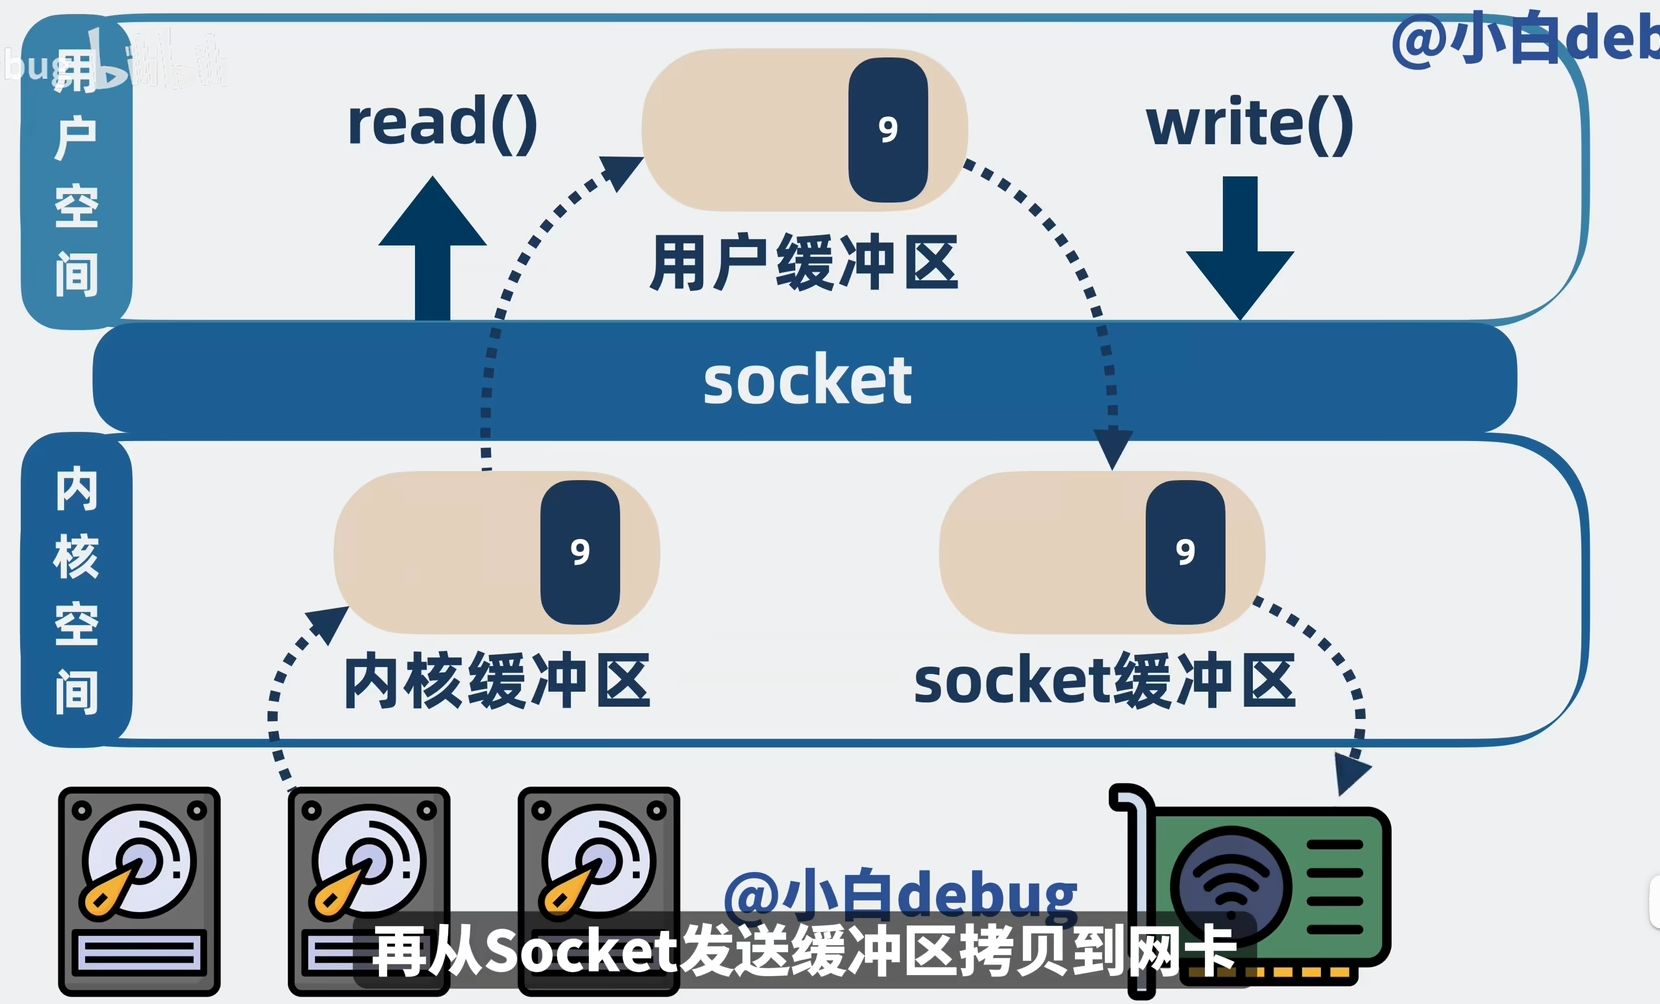 @小白deb
bug
bilibili
用户空间
read()
9
write()
用户缓冲区
socket
内核空间
9
9
内核缓冲区
socket缓冲区
@小白debug
再从Socket发送缓冲区拷贝到网卡